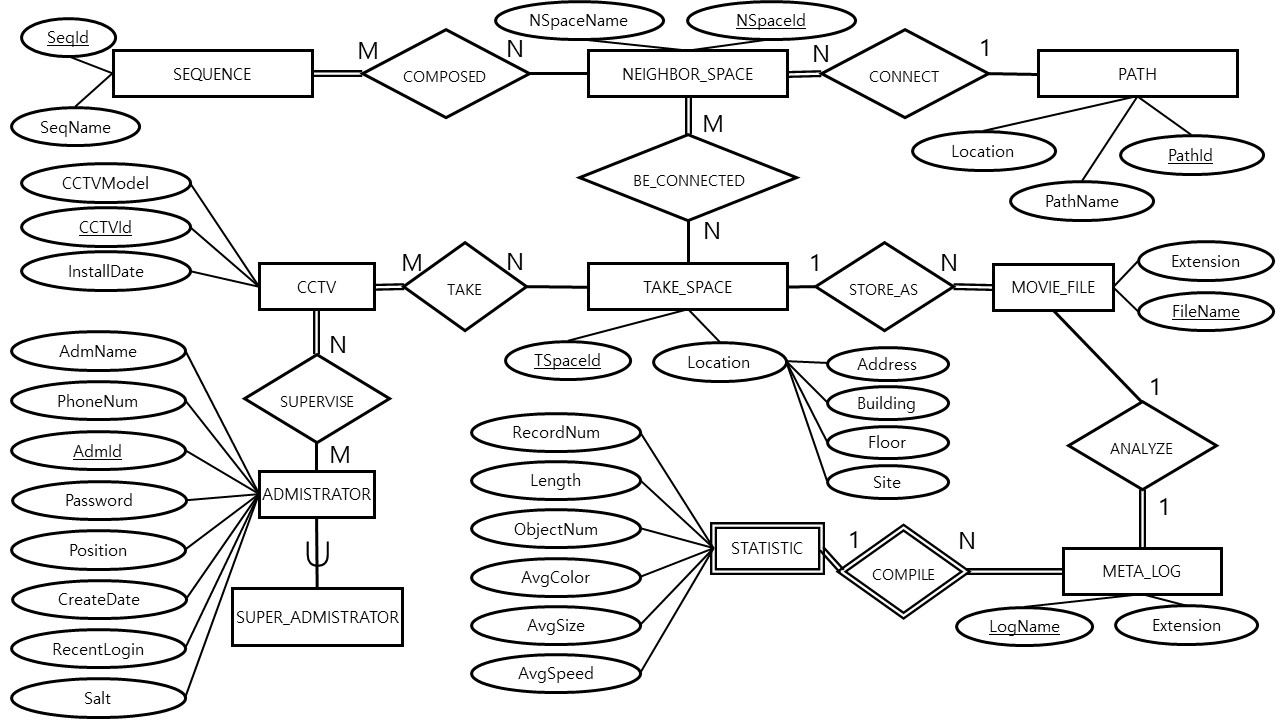 SeqId
SEQUENCE
SeqName
M
COMPOSED
N
NSpaceName
NSpaceId
NEIGHBOR_SPACE
N
CONNECT
1
PATH
Location
PathId
PathName
M
BE_CONNECTED
N
CCTVModel
CCTVId
InstallDate
CCTV
M
TAKE
N
TAKE_SPACE
1
STORE_AS
N
MOVIE_FILE
Extension
FileName
TSpaceId
Location
Address
Building
Floor
Site
N
SUPERVISE
M
AdmName
PhoneNum
AdmId
Password
Position
CreateDate
RecentLogin
Salt
ADMISTRATOR
U
SUPER_ADMISTRATOR
RecordNum
Length
ObjectNum
AvgColor
AvgSize
AvgSpeed
STATISTIC
1
COMPILE
N
1
ANALYZE
1
META_LOG
LogName
Extension